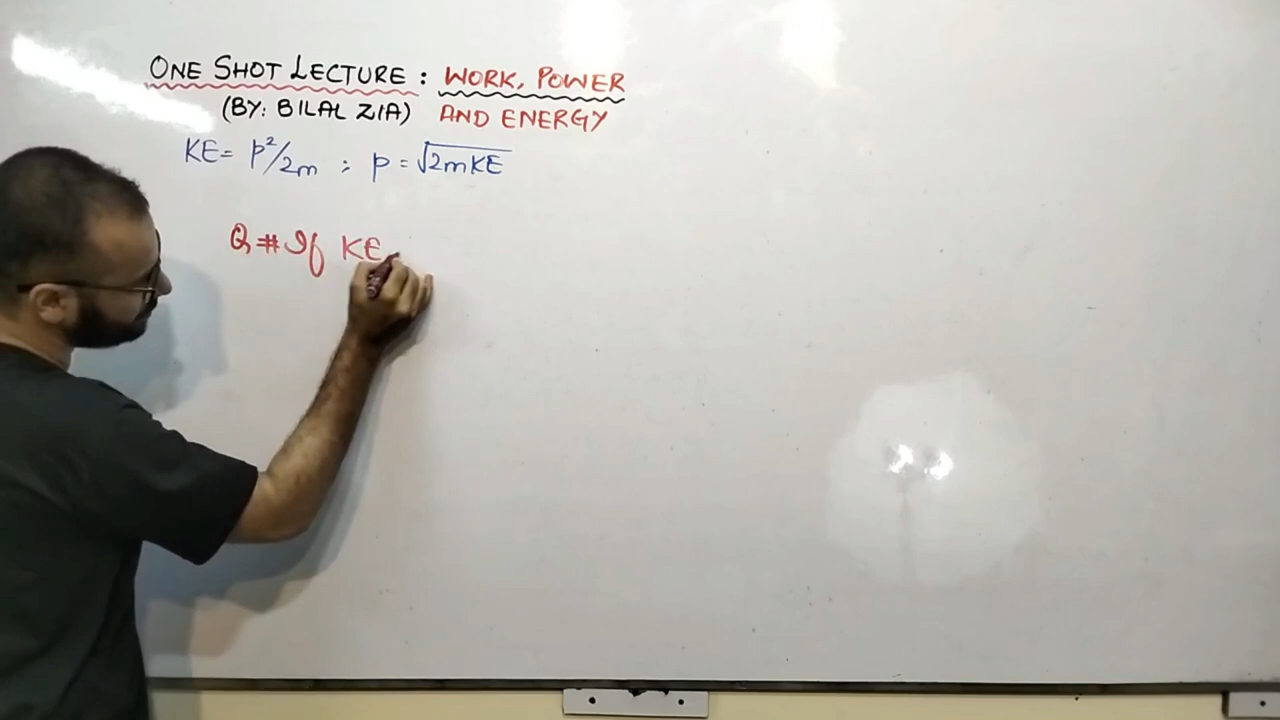 ONE SHOT LECTURE : WORK, POWER
(BY: BILAL ZIA) AND ENERGY
KE = p²/2m ; p = √2mKE
Q # If KE